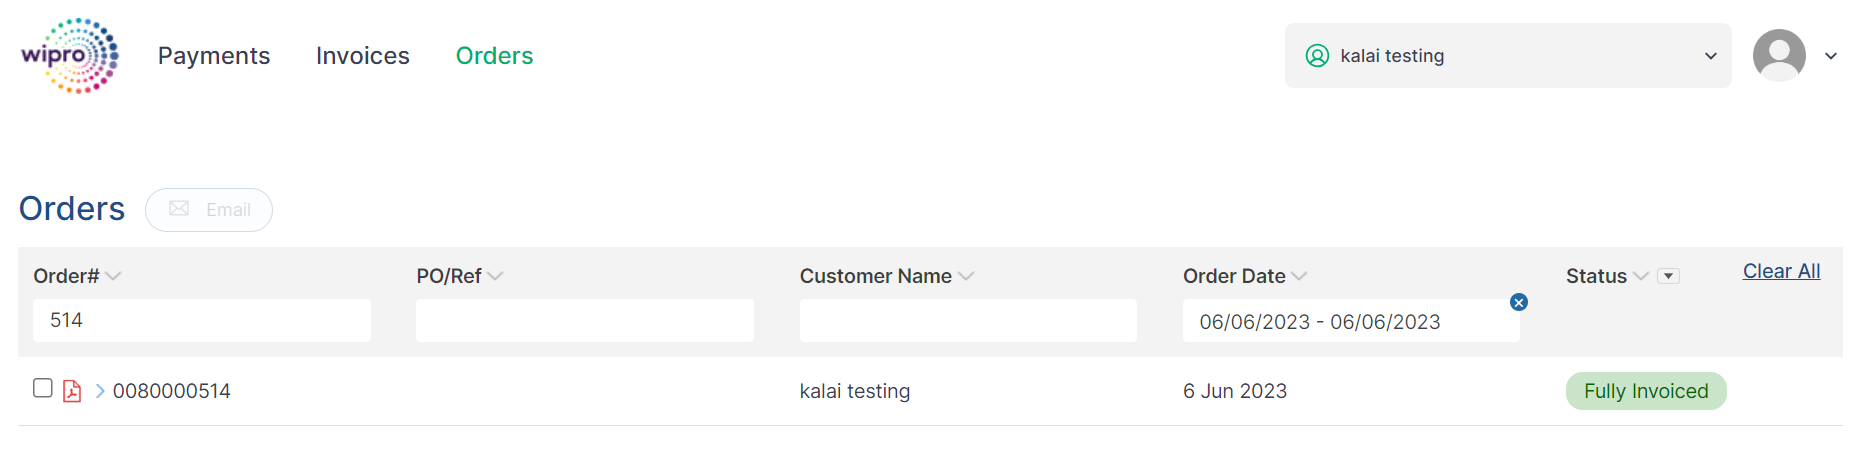 wipro Payments Invoices Orders kalai testing
Orders Email
Order# PO/Ref Customer Name Order Date Status Clear All
514 06/06/2023 - 06/06/2023
0080000514 kalai testing 6 Jun 2023 Fully Invoiced